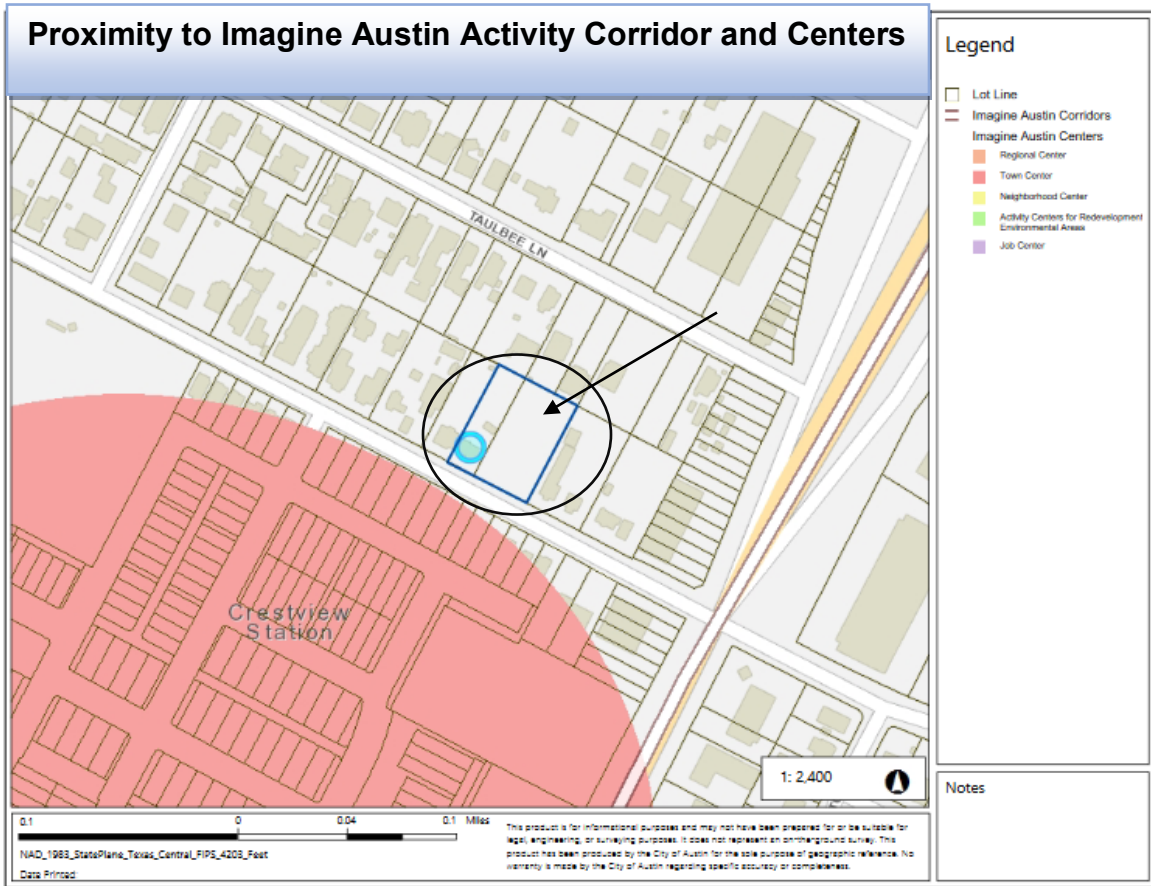 Proximity to Imagine Austin Activity Corridor and Centers
Legend
Lot Line
Imagine Austin Corridors
Imagine Austin Centers
Regional Center
Town Center
Neighborhood Center
Activity Centers for Redevelopment
Environmental Areas
Job Center
TAULBEE LN
Crestview
Station
1: 2,400
Notes
0.1 0 0.04 0.1 Miles
NAD_1983_StatePlane_Texas_Central_FIPS_4203_Feet
Date Printed:
This product is for informational purposes and may not have been prepared for or be suitable for
legal, engineering, or surveying purposes. It does not represent an on-the-ground survey. This
product has been produced by the City of Austin for the sole purpose of geographic reference. No
warranty is made by the City of Austin regarding specific accuracy or completeness.